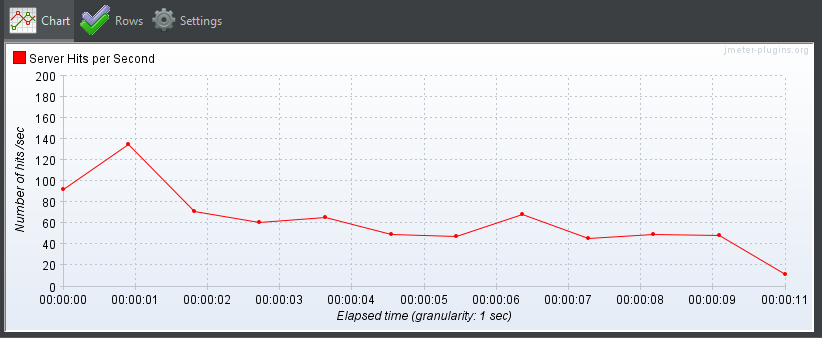 Chart Rows Settings
jmeter-plugins.org
Server Hits per Second
200
180
160
140
120
100
80
60
40
20
0
Number of hits /sec
00:00:00 00:00:01 00:00:02 00:00:03 00:00:04 00:00:05 00:00:06 00:00:07 00:00:08 00:00:09 00:00:11
Elapsed time (granularity: 1 sec)